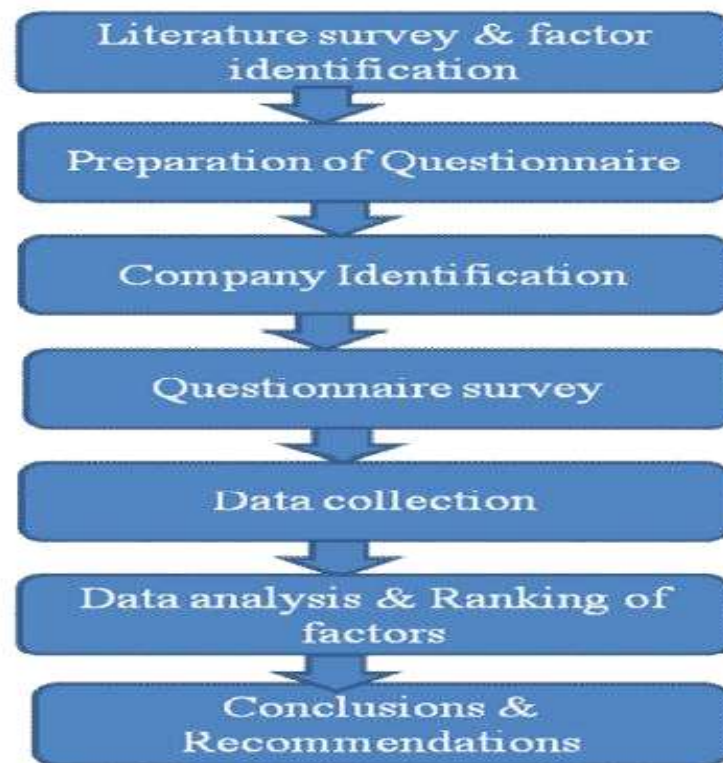 Literature survey & factor
identification
Preparation of Questionnaire
Company Identification
Questionnaire survey
Data collection
Data analysis & Ranking of
factors
Conclusions &
Recommendations